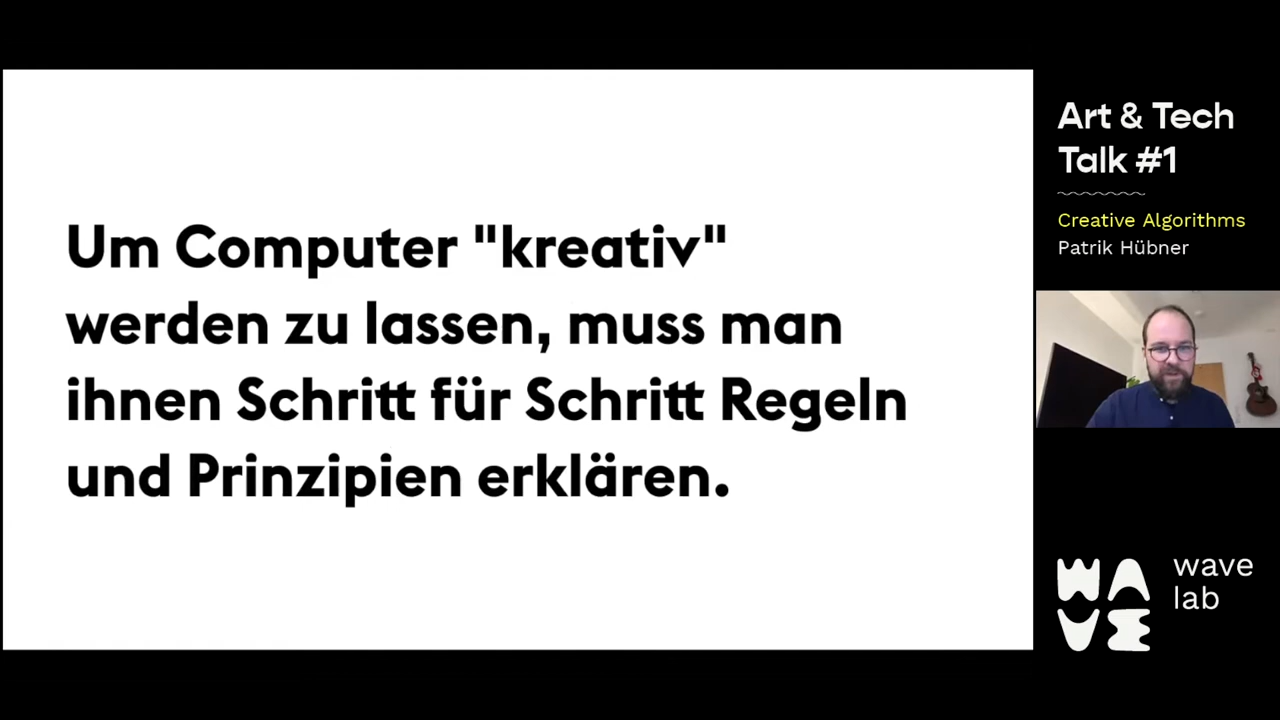 Um Computer "kreativ"
werden zu lassen, muss man
ihnen Schritt für Schritt Regeln
und Prinzipien erklären.
Art & Tech
Talk #1
Creative Algorithms
Patrik Hübner
WAVE
wave
lab